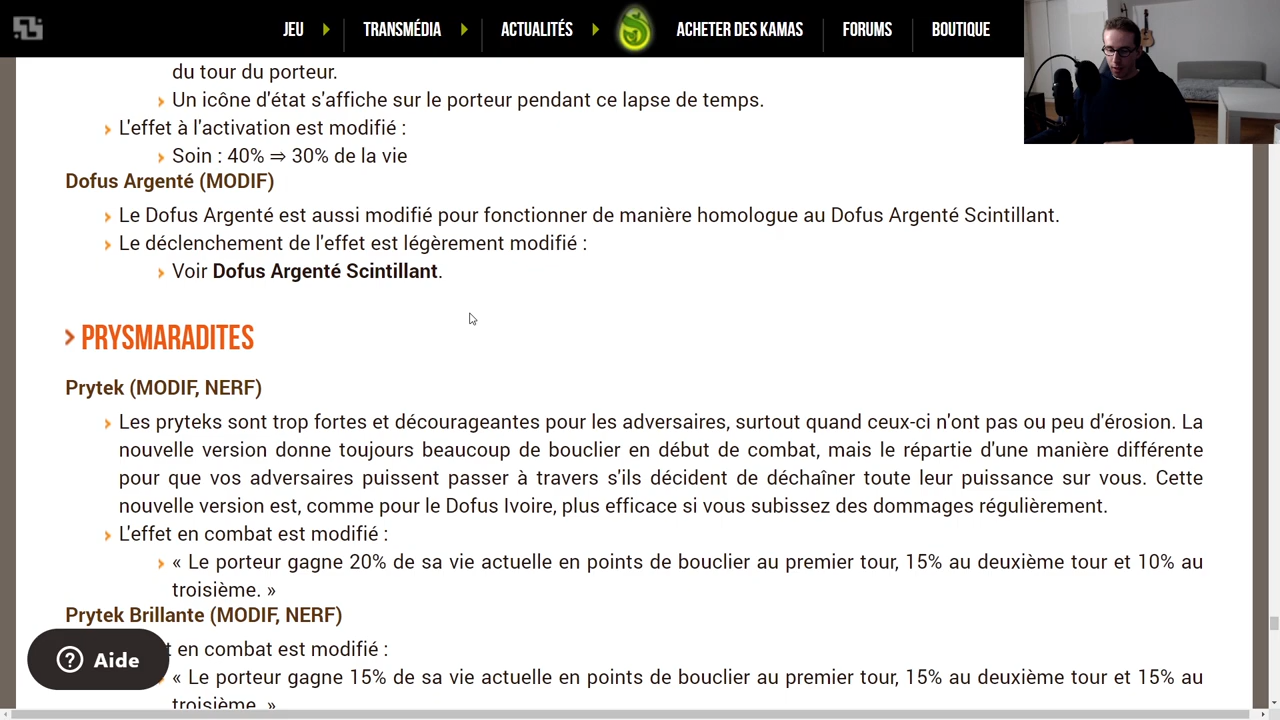 JEU TRANSMÉDIA ACTUALITÉS ACHETER DES KAMAS FORUMS BOUTIQUE
du tour du porteur.
Un icône d'état s'affiche sur le porteur pendant ce lapse de temps.
L'effet à l'activation est modifié :
Soin : 40% ⇒ 30% de la vie
Dofus Argenté (MODIF)
Le Dofus Argenté est aussi modifié pour fonctionner de manière homologue au Dofus Argenté Scintillant.
Le déclenchement de l'effet est légèrement modifié :
Voir Dofus Argenté Scintillant.
PRYSMARADITES
Prytek (MODIF, NERF)
Les pryteks sont trop fortes et décourageantes pour les adversaires, surtout quand ceux-ci n'ont pas ou peu d'érosion. La
nouvelle version donne toujours beaucoup de bouclier en début de combat, mais le répartie d'une manière différente
pour que vos adversaires puissent passer à travers s'ils décident de déchaîner toute leur puissance sur vous. Cette
nouvelle version est, comme pour le Dofus Ivoire, plus efficace si vous subissez des dommages régulièrement.
L'effet en combat est modifié :
« Le porteur gagne 20% de sa vie actuelle en points de bouclier au premier tour, 15% au deuxième tour et 10% au
troisième. »
Prytek Brillante (MODIF, NERF)
t en combat est modifié :
Aide
« Le porteur gagne 15% de sa vie actuelle en points de bouclier au premier tour, 15% au deuxième tour et 15% au
troisième. »